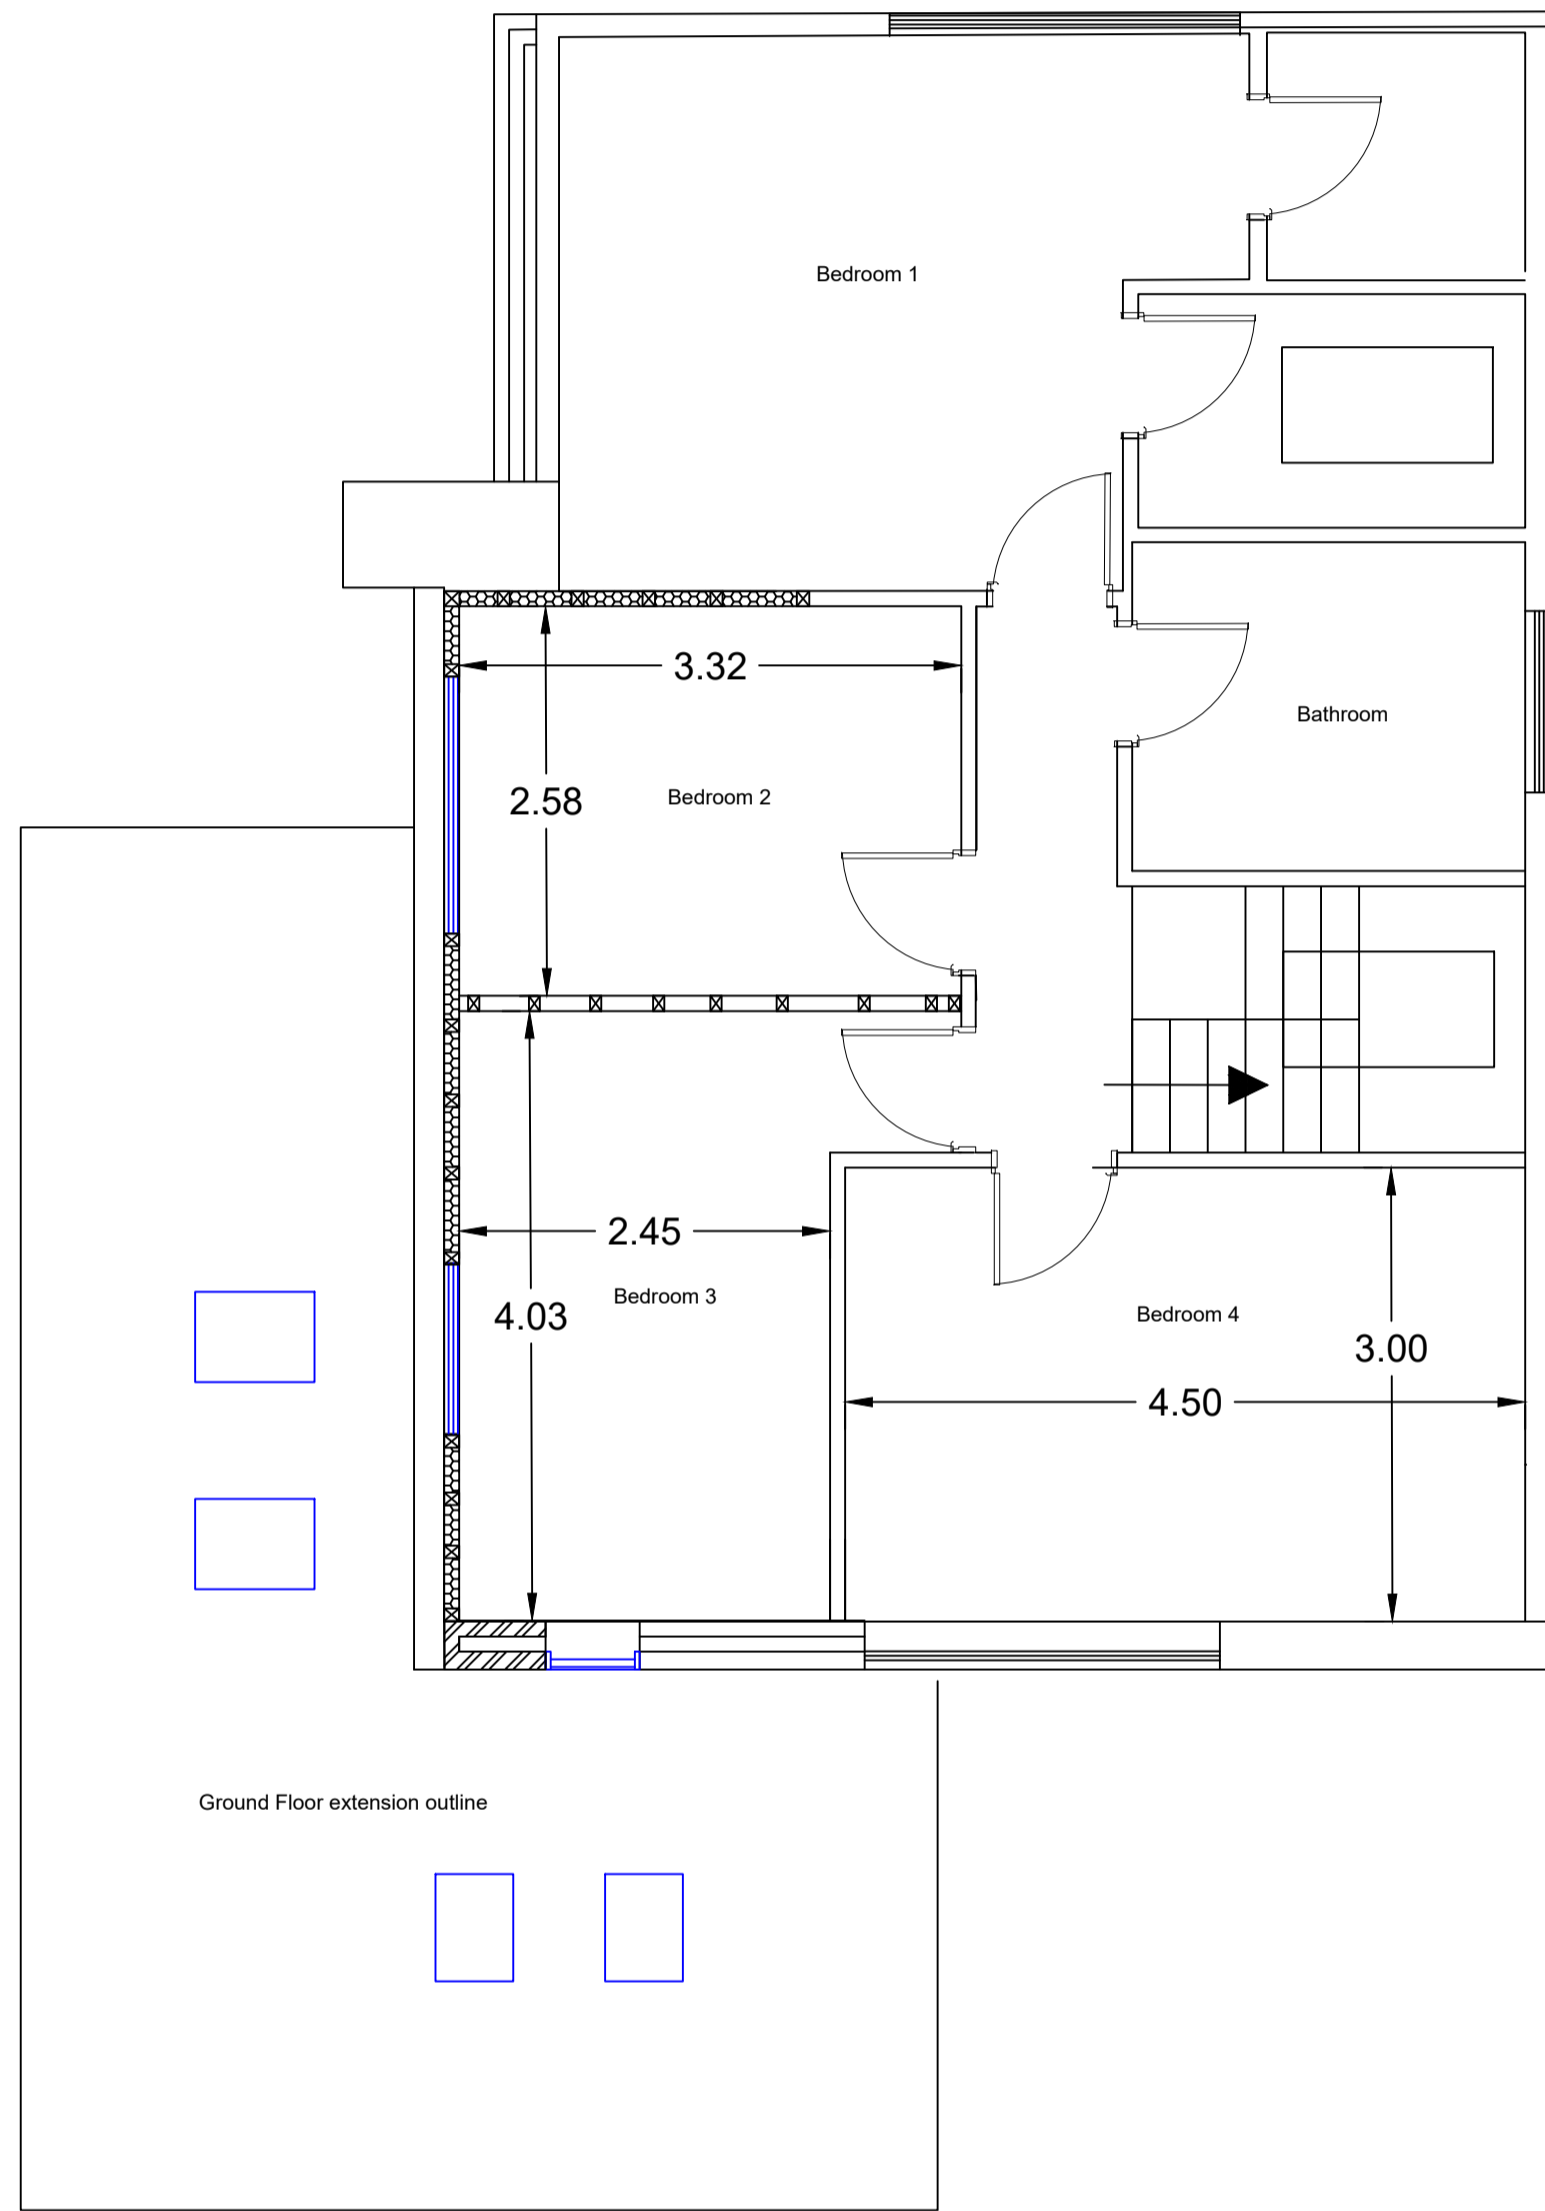 Bedroom 1
3.32
Bathroom
2.58
Bedroom 2
2.45
Bedroom 3
4.03
Bedroom 4
3.00
4.50
Ground Floor extension outline